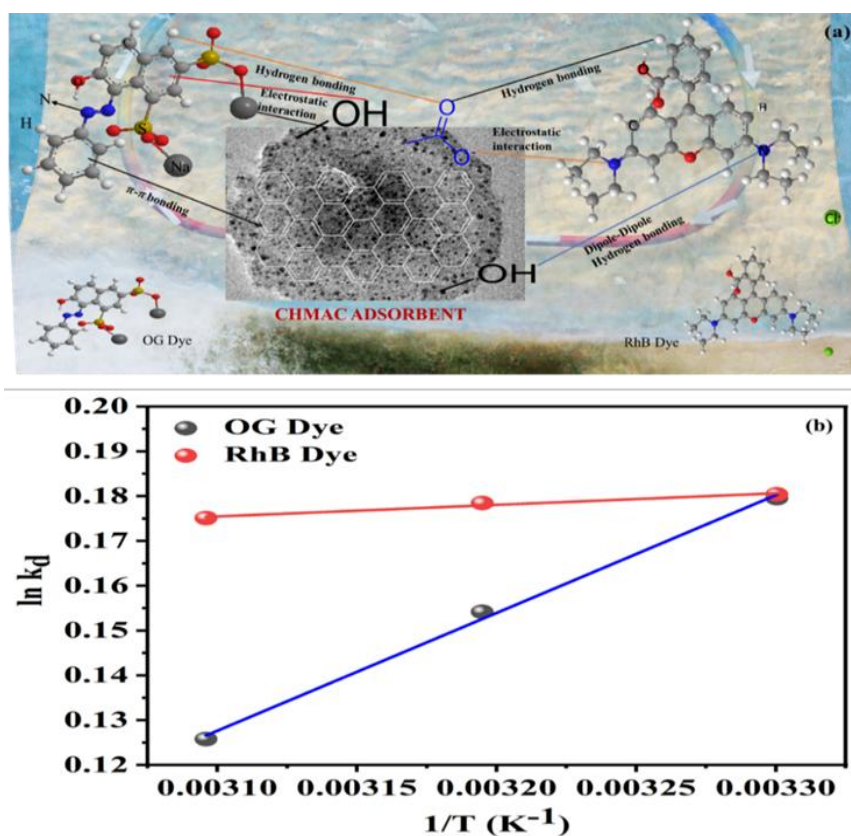 (a)
Hydrogen bonding
Hydrogen bonding
N
O
Electrostatic
interaction
OH
H
H
C
S
Electrostatic
interaction
O-
N
Na
π-π bonding
Dipole-Dipole
Hydrogen bonding
Cl
OH
CHMAC ADSORBENT
OG Dye
RhB Dye
(b)
OG Dye
RhB Dye
0.20
0.19
0.18
0.17
0.16
0.15
0.14
0.13
0.12
ln kd
0.00310 0.00315 0.00320 0.00325 0.00330
1/T (K-1)